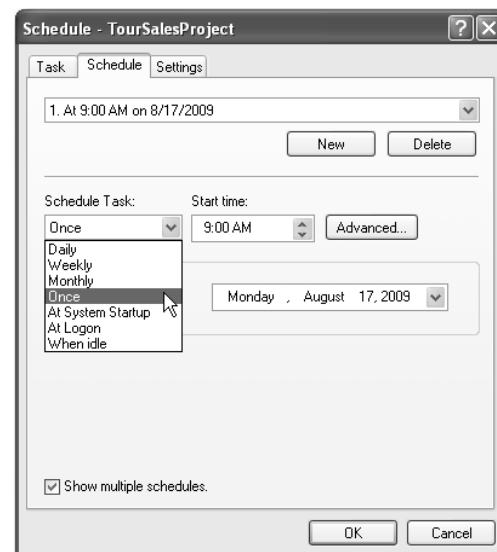 Schedule - TourSalesProject
Task Schedule Settings
1. At 9:00 AM on 8/17/2009
New Delete
Schedule Task: Start time:
Once 9:00 AM Advanced...
Daily
Weekly
Monthly
Once
At System Startup
At Logon
When idle
Monday , August 17, 2009
Show multiple schedules.
OK Cancel